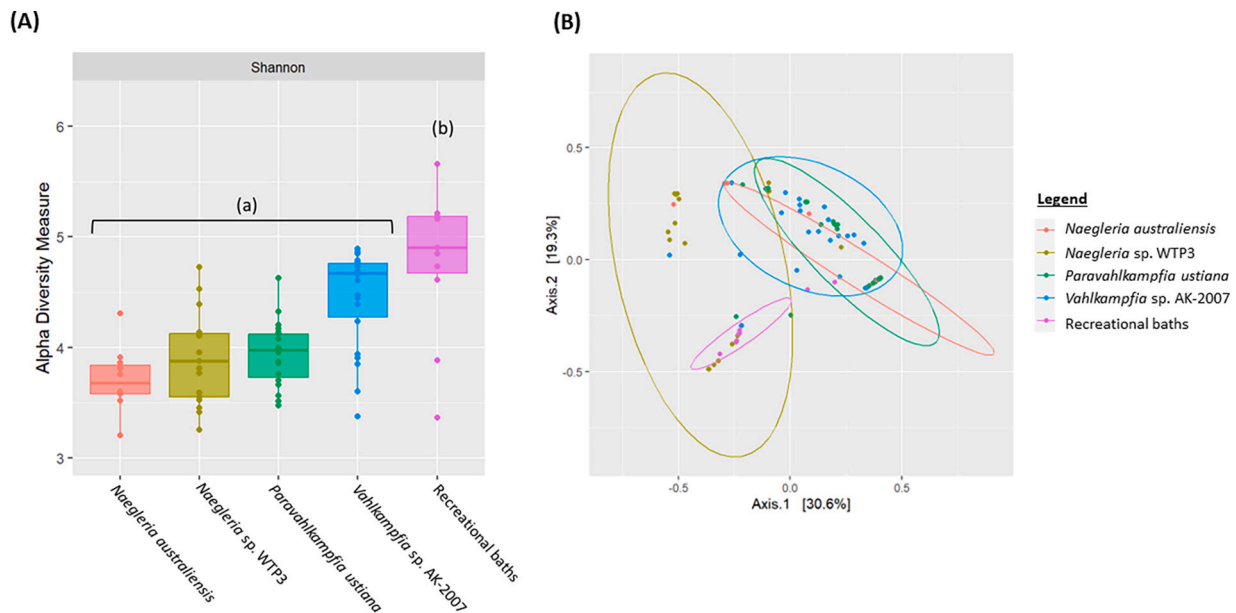 (A)
Shannon
Alpha Diversity Measure
6
5
4
3
(a)
(b)
Naegleria australiensis
Naegleria sp. WTP3
Paravahlkampfia ustiana
Vahlkampfia sp. AK-2007
Recreational baths
(B)
Axis.2 [19.3%]
0.5
0.0
-0.5
-0.5
0.0
0.5
Axis.1 [30.6%]
Legend
Naegleria australiensis
Naegleria sp. WTP3
Paravahlkampfia ustiana
Vahlkampfia sp. AK-2007
Recreational baths